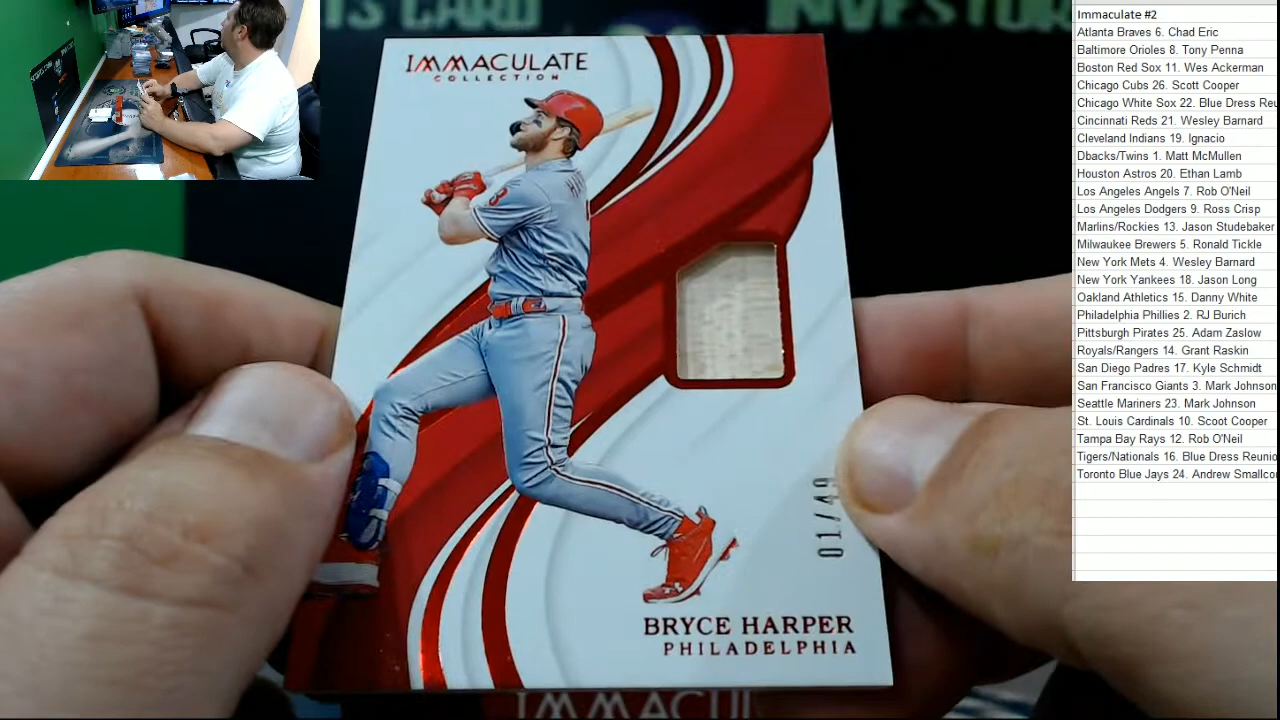 TS CARD INVESTOR
IMMACULATE
COLLECTION
01/49
BRYCE HARPER
PHILADELPHIA
Immaculate #2
Atlanta Braves 6. Chad Eric
Baltimore Orioles 8. Tony Penna
Boston Red Sox 11. Wes Ackerman
Chicago Cubs 26. Scott Cooper
Chicago White Sox 22. Blue Dress Reu
Cincinnati Reds 21. Wesley Barnard
Cleveland Indians 19. Ignacio
Dbacks/Twins 1. Matt McMullen
Houston Astros 20. Ethan Lamb
Los Angeles Angels 7. Rob O'Neil
Los Angeles Dodgers 9. Ross Crisp
Marlins/Rockies 13. Jason Studebaker
Milwaukee Brewers 5. Ronald Tickle
New York Mets 4. Wesley Barnard
New York Yankees 18. Jason Long
Oakland Athletics 15. Danny White
Philadelphia Phillies 2. RJ Burich
Pittsburgh Pirates 25. Adam Zaslow
Royals/Rangers 14. Grant Raskin
San Diego Padres 17. Kyle Schmidt
San Francisco Giants 3. Mark Johnson
Seattle Mariners 23. Mark Johnson
St. Louis Cardinals 10. Scoot Cooper
Tampa Bay Rays 12. Rob O'Neil
Tigers/Nationals 16. Blue Dress Reunio
Toronto Blue Jays 24. Andrew Smallco
IMMACUL